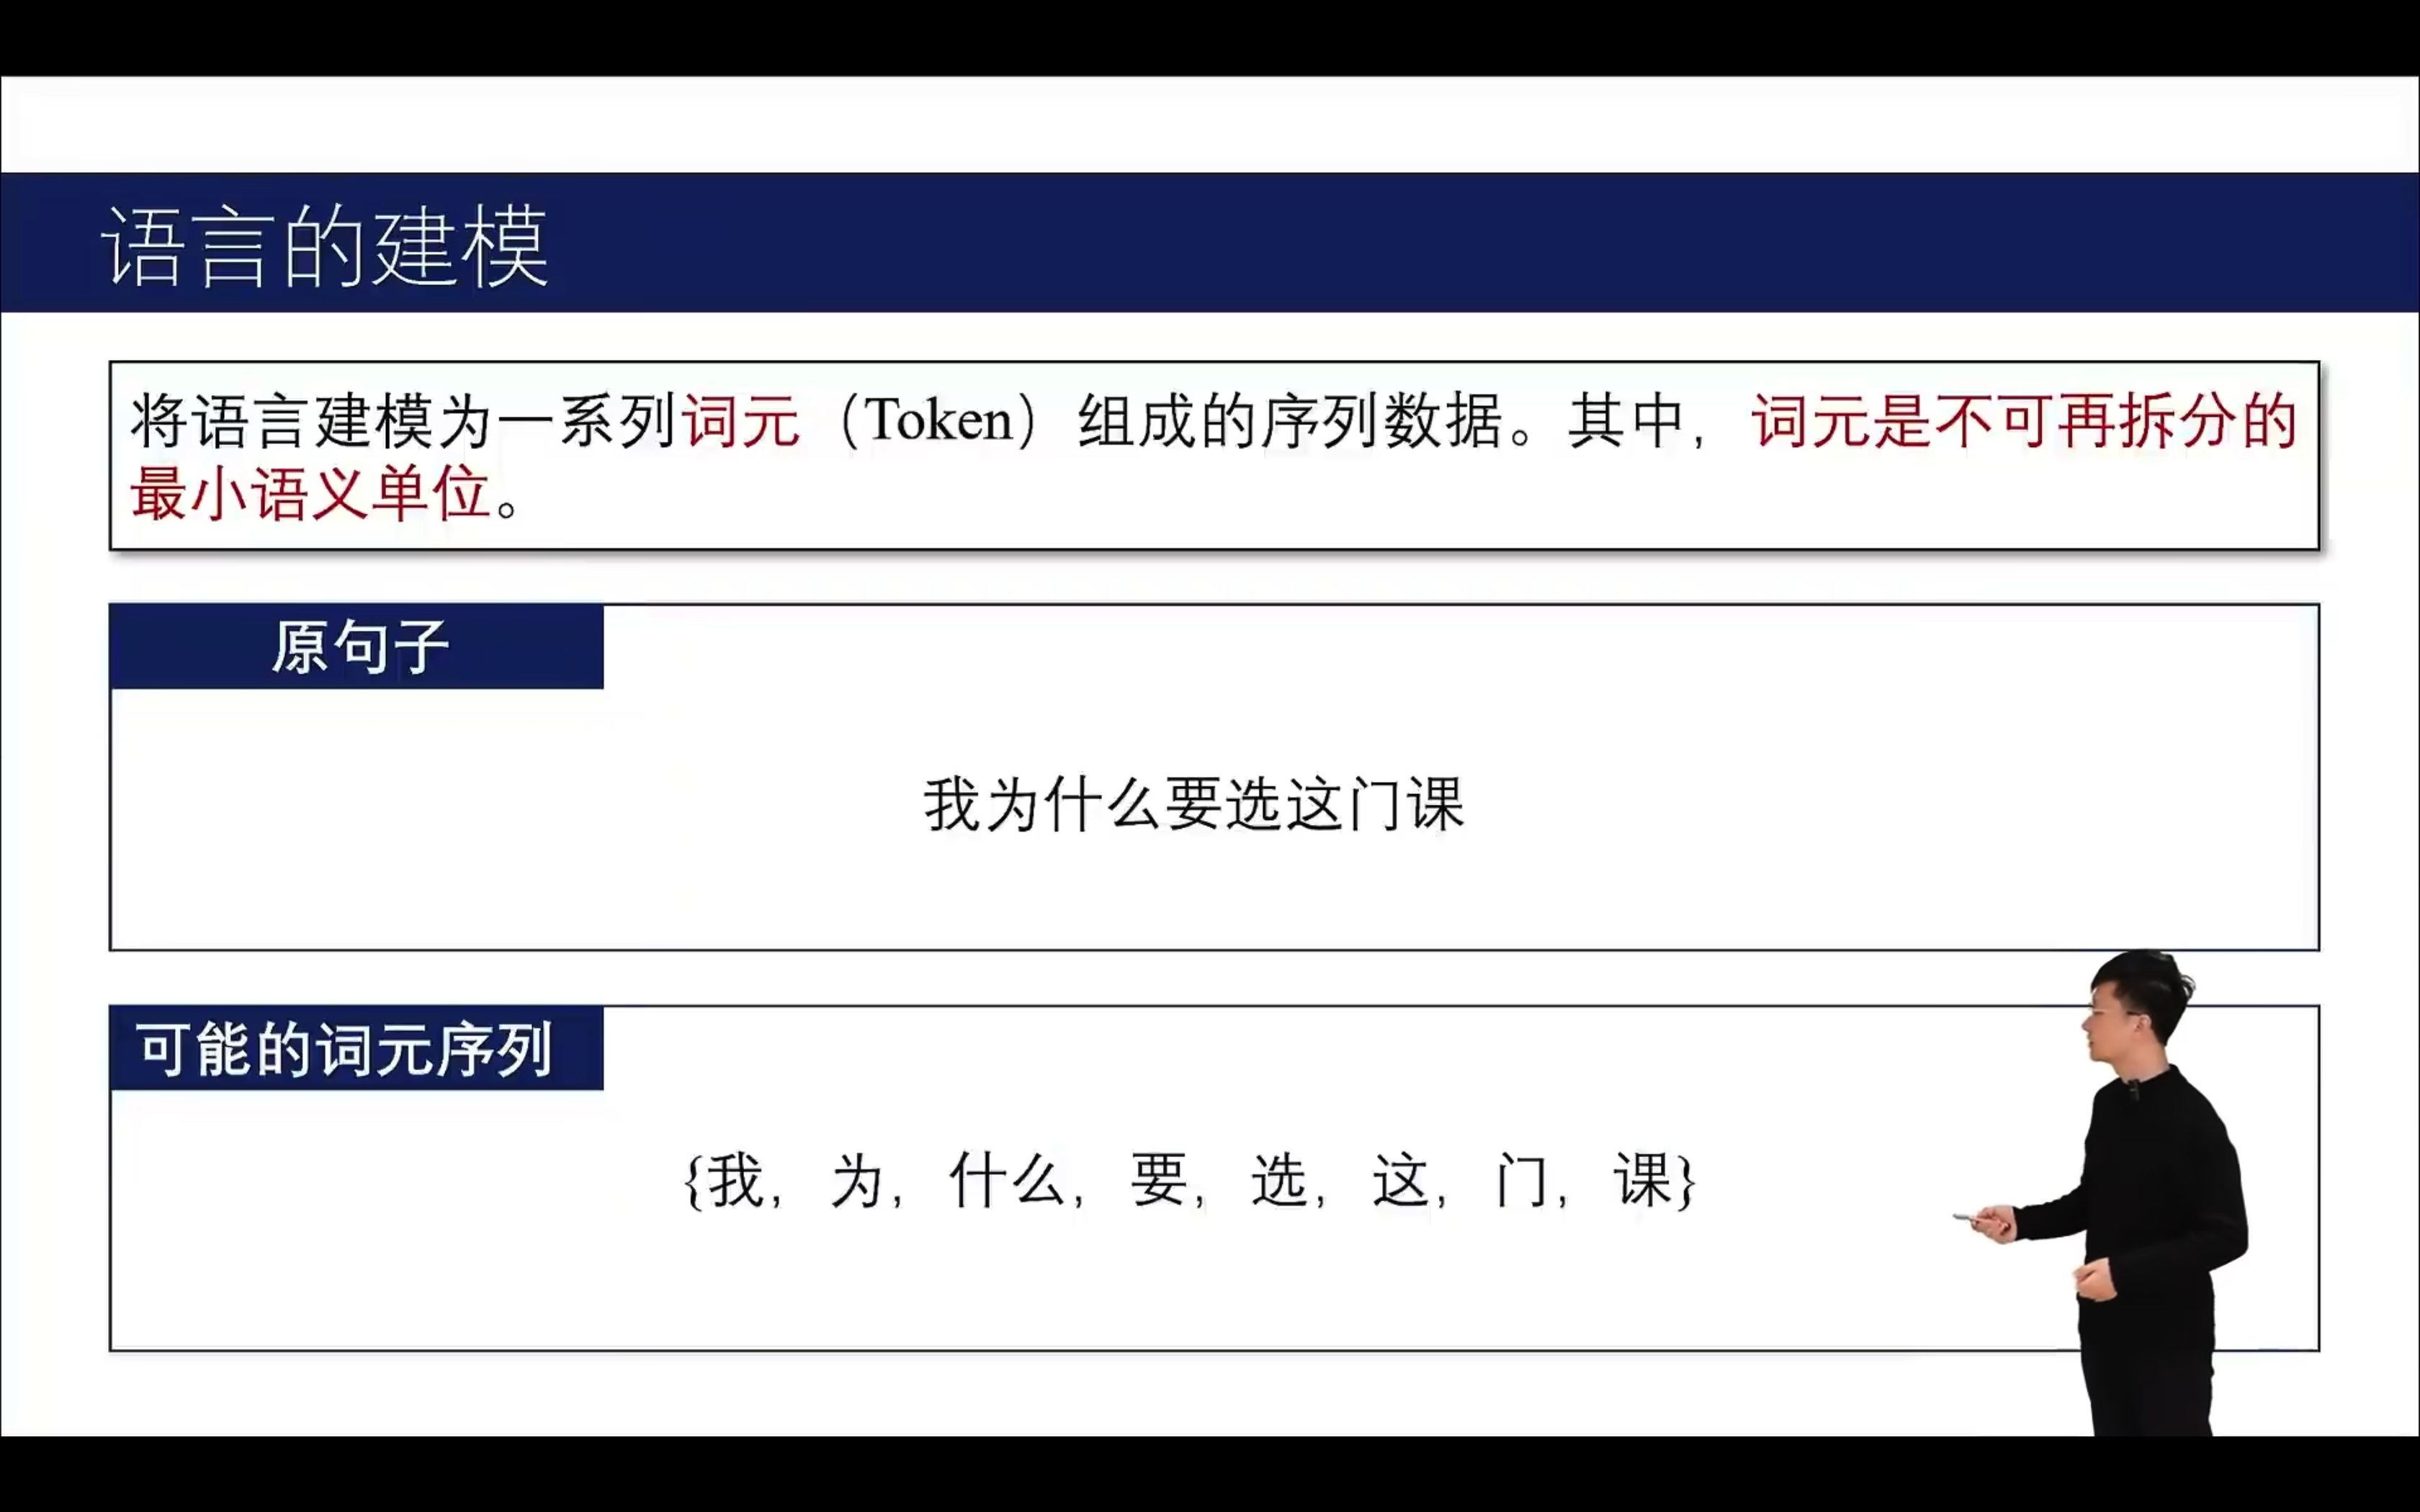 语言的建模
将语言建模为一系列词元（Token）组成的序列数据。其中，词元是不可再拆分的
最小语义单位。
原句子
我为什么要选这门课
可能的词元序列
{我，为，什么，要，选，这，门，课}